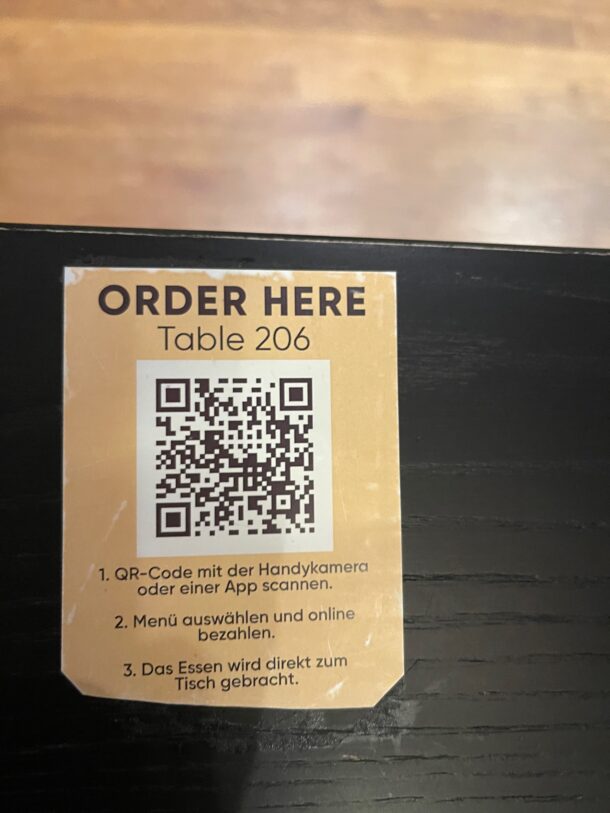 ORDER HERE
Table 206
1. QR-Code mit der Handykamera
oder einer App scannen.
2. Menü auswählen und online
bezahlen.
3. Das Essen wird direkt zum
Tisch gebracht.